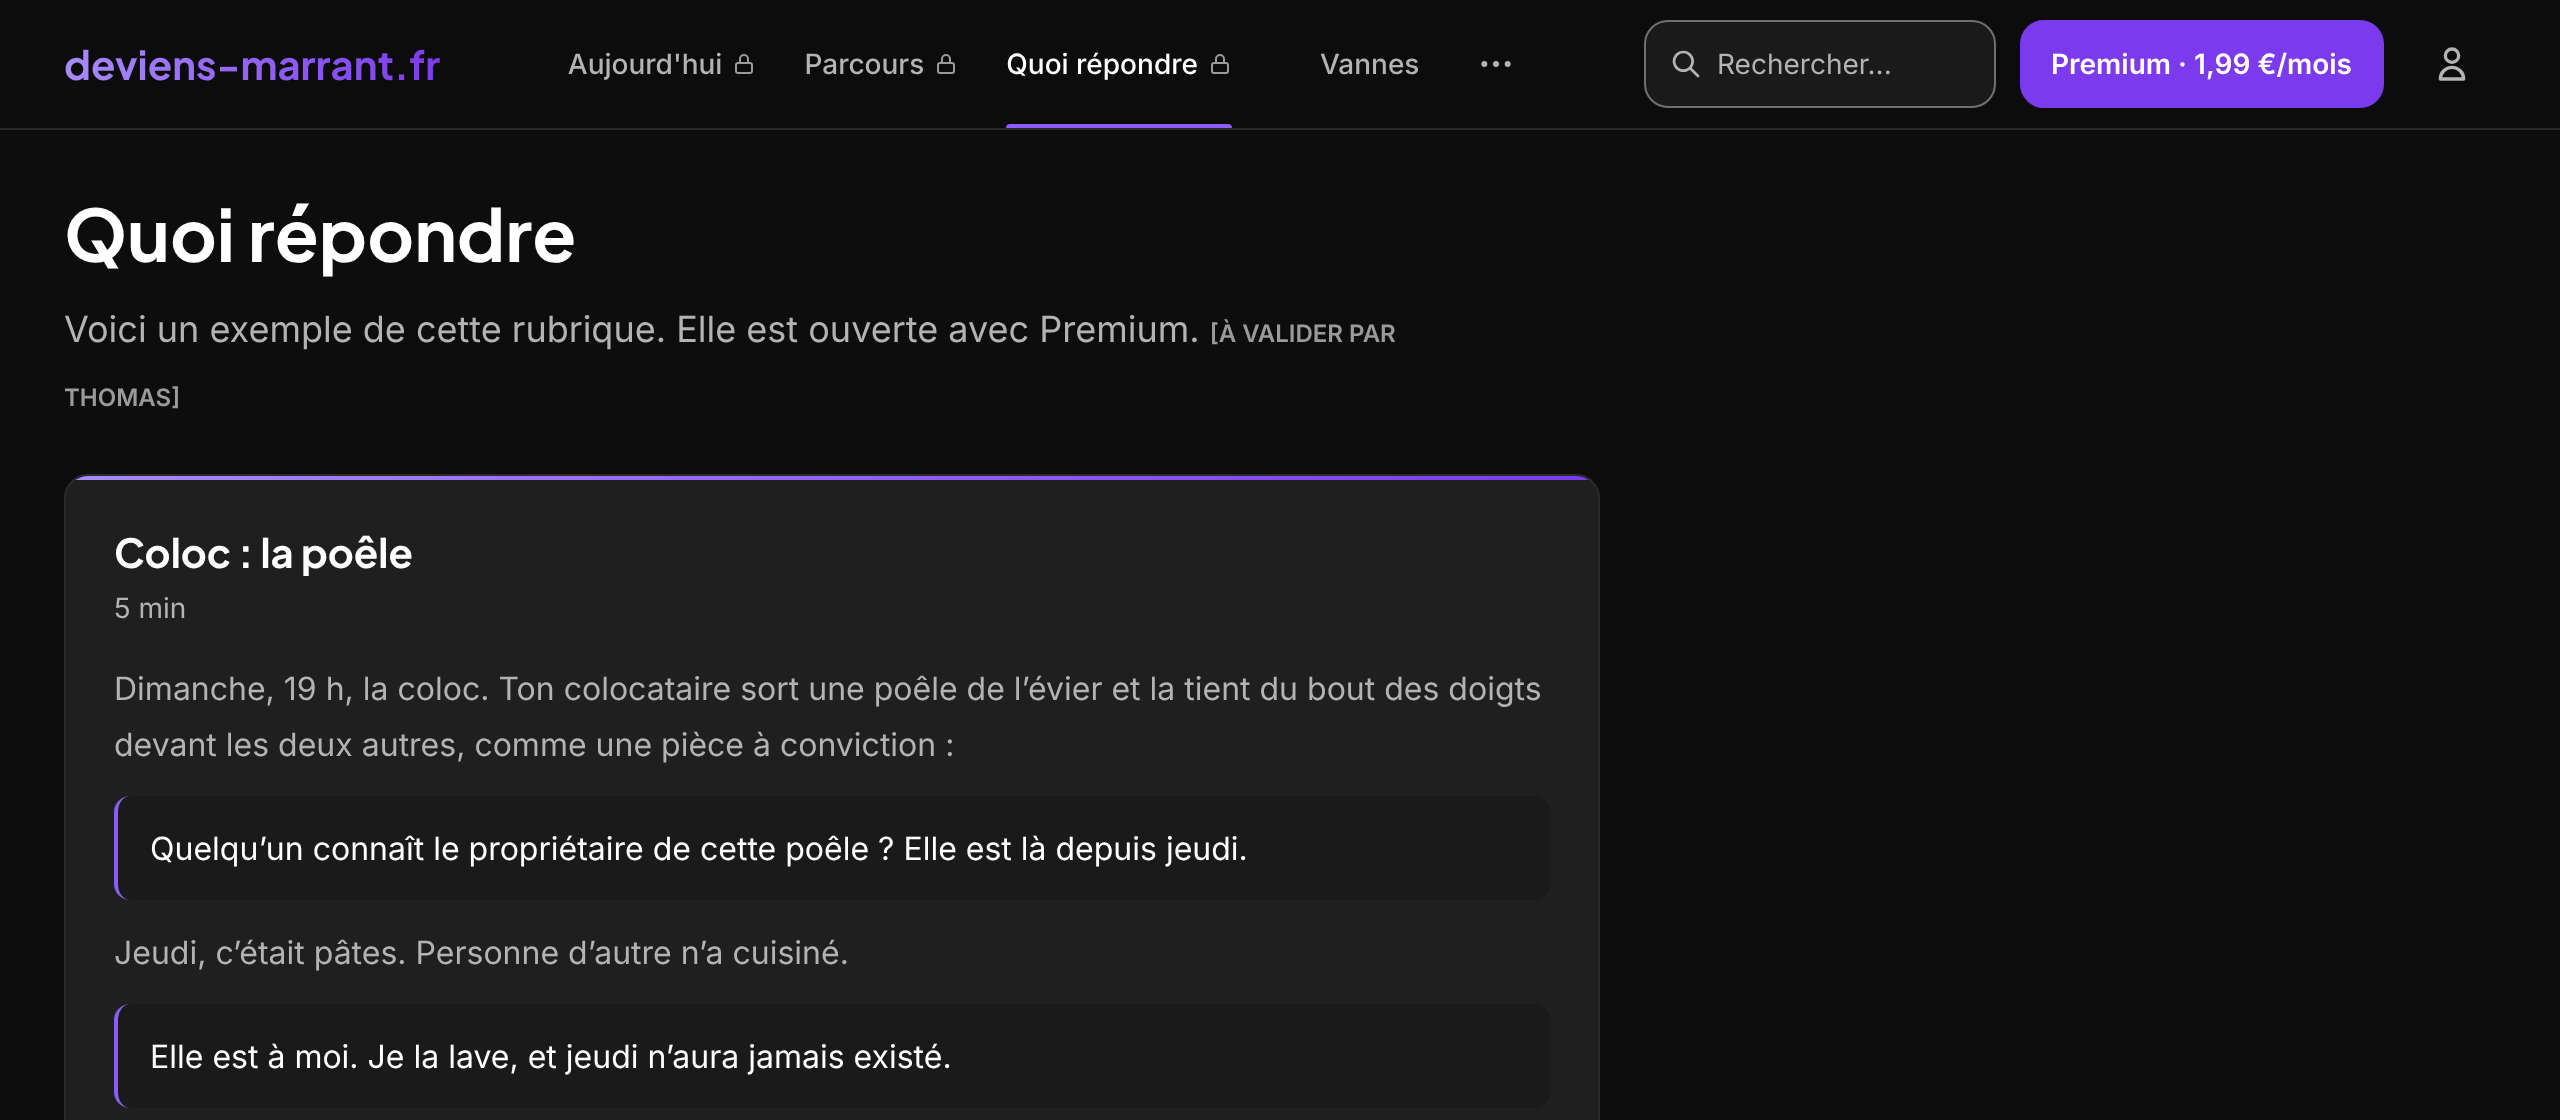 deviens-marrant.fr
Aujourd'hui
Parcours
Quoi répondre
Vannes
Rechercher...
Premium · 1,99 €/mois
Quoi répondre
Voici un exemple de cette rubrique. Elle est ouverte avec Premium. [À VALIDER PAR
THOMAS]
Coloc : la poêle
5 min
Dimanche, 19 h, la coloc. Ton colocataire sort une poêle de l’évier et la tient du bout des doigts
devant les deux autres, comme une pièce à conviction :
Quelqu’un connaît le propriétaire de cette poêle ? Elle est là depuis jeudi.
Jeudi, c’était pâtes. Personne d’autre n’a cuisiné.
Elle est à moi. Je la lave, et jeudi n’aura jamais existé.